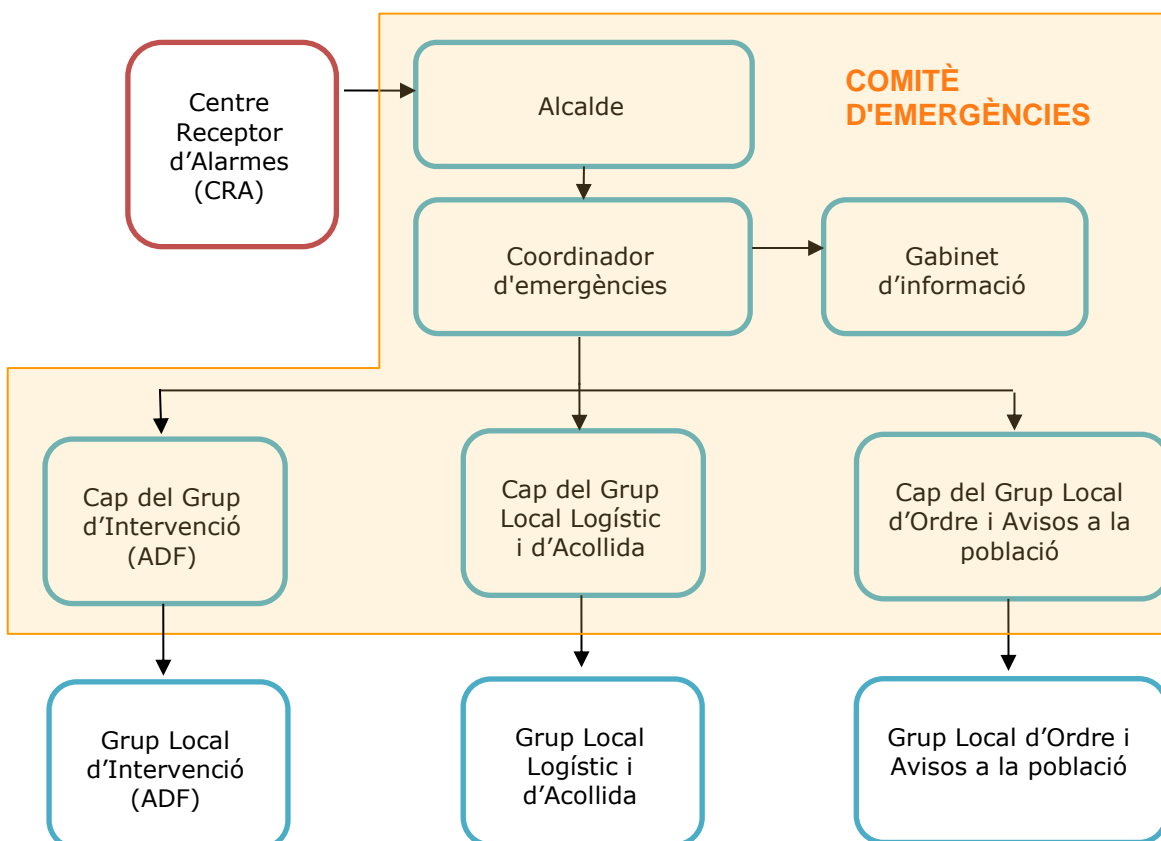 Centre
Receptor
d’Alarmes
(CRA)
Alcalde
COMITÈ
D'EMERGÈNCIES
Coordinador
d'emergències
Gabinet
d’informació
Cap del Grup
d’Intervenció
(ADF)
Cap del Grup
Local Logístic
i d’Acollida
Cap del Grup Local
d’Ordre i Avisos a la
població
Grup Local
d’Intervenció
(ADF)
Grup Local
Logístic i
d’Acollida
Grup Local d’Ordre i
Avisos a la població